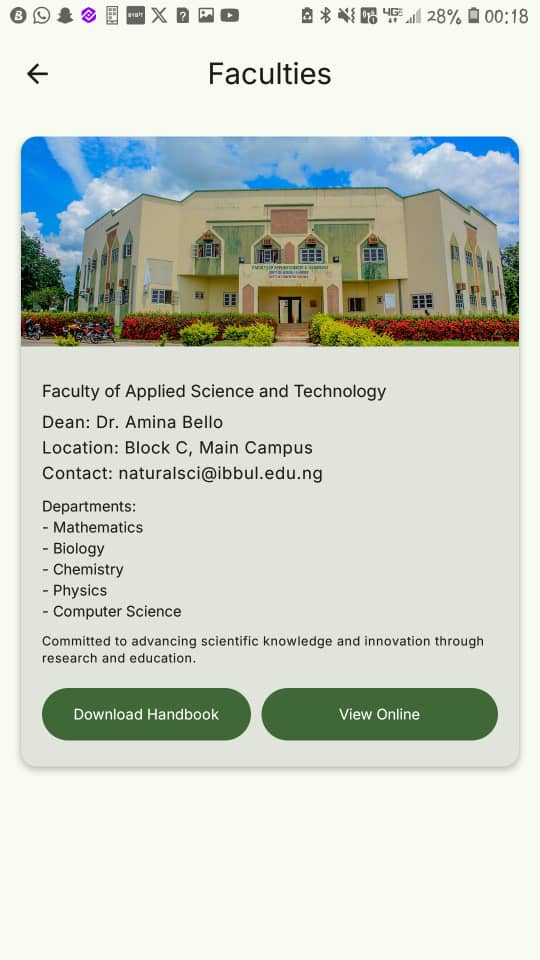 28% 00:18
Faculties
Faculty of Applied Science and Technology
Dean: Dr. Amina Bello
Location: Block C, Main Campus
Contact: naturalsci@ibbul.edu.ng
Departments:
- Mathematics
- Biology
- Chemistry
- Physics
- Computer Science
Committed to advancing scientific knowledge and innovation through
research and education.
Download Handbook
View Online